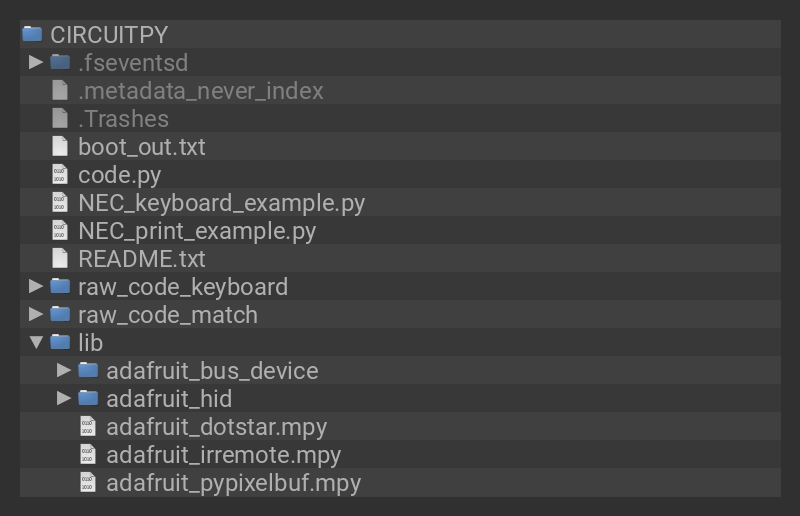 CIRCUITPY
.fseventsd
.metadata_never_index
.Trashes
boot_out.txt
code.py
NEC_keyboard_example.py
NEC_print_example.py
README.txt
raw_code_keyboard
raw_code_match
lib
adafruit_bus_device
adafruit_hid
adafruit_dotstar.mpy
adafruit_irremote.mpy
adafruit_pypixelbuf.mpy